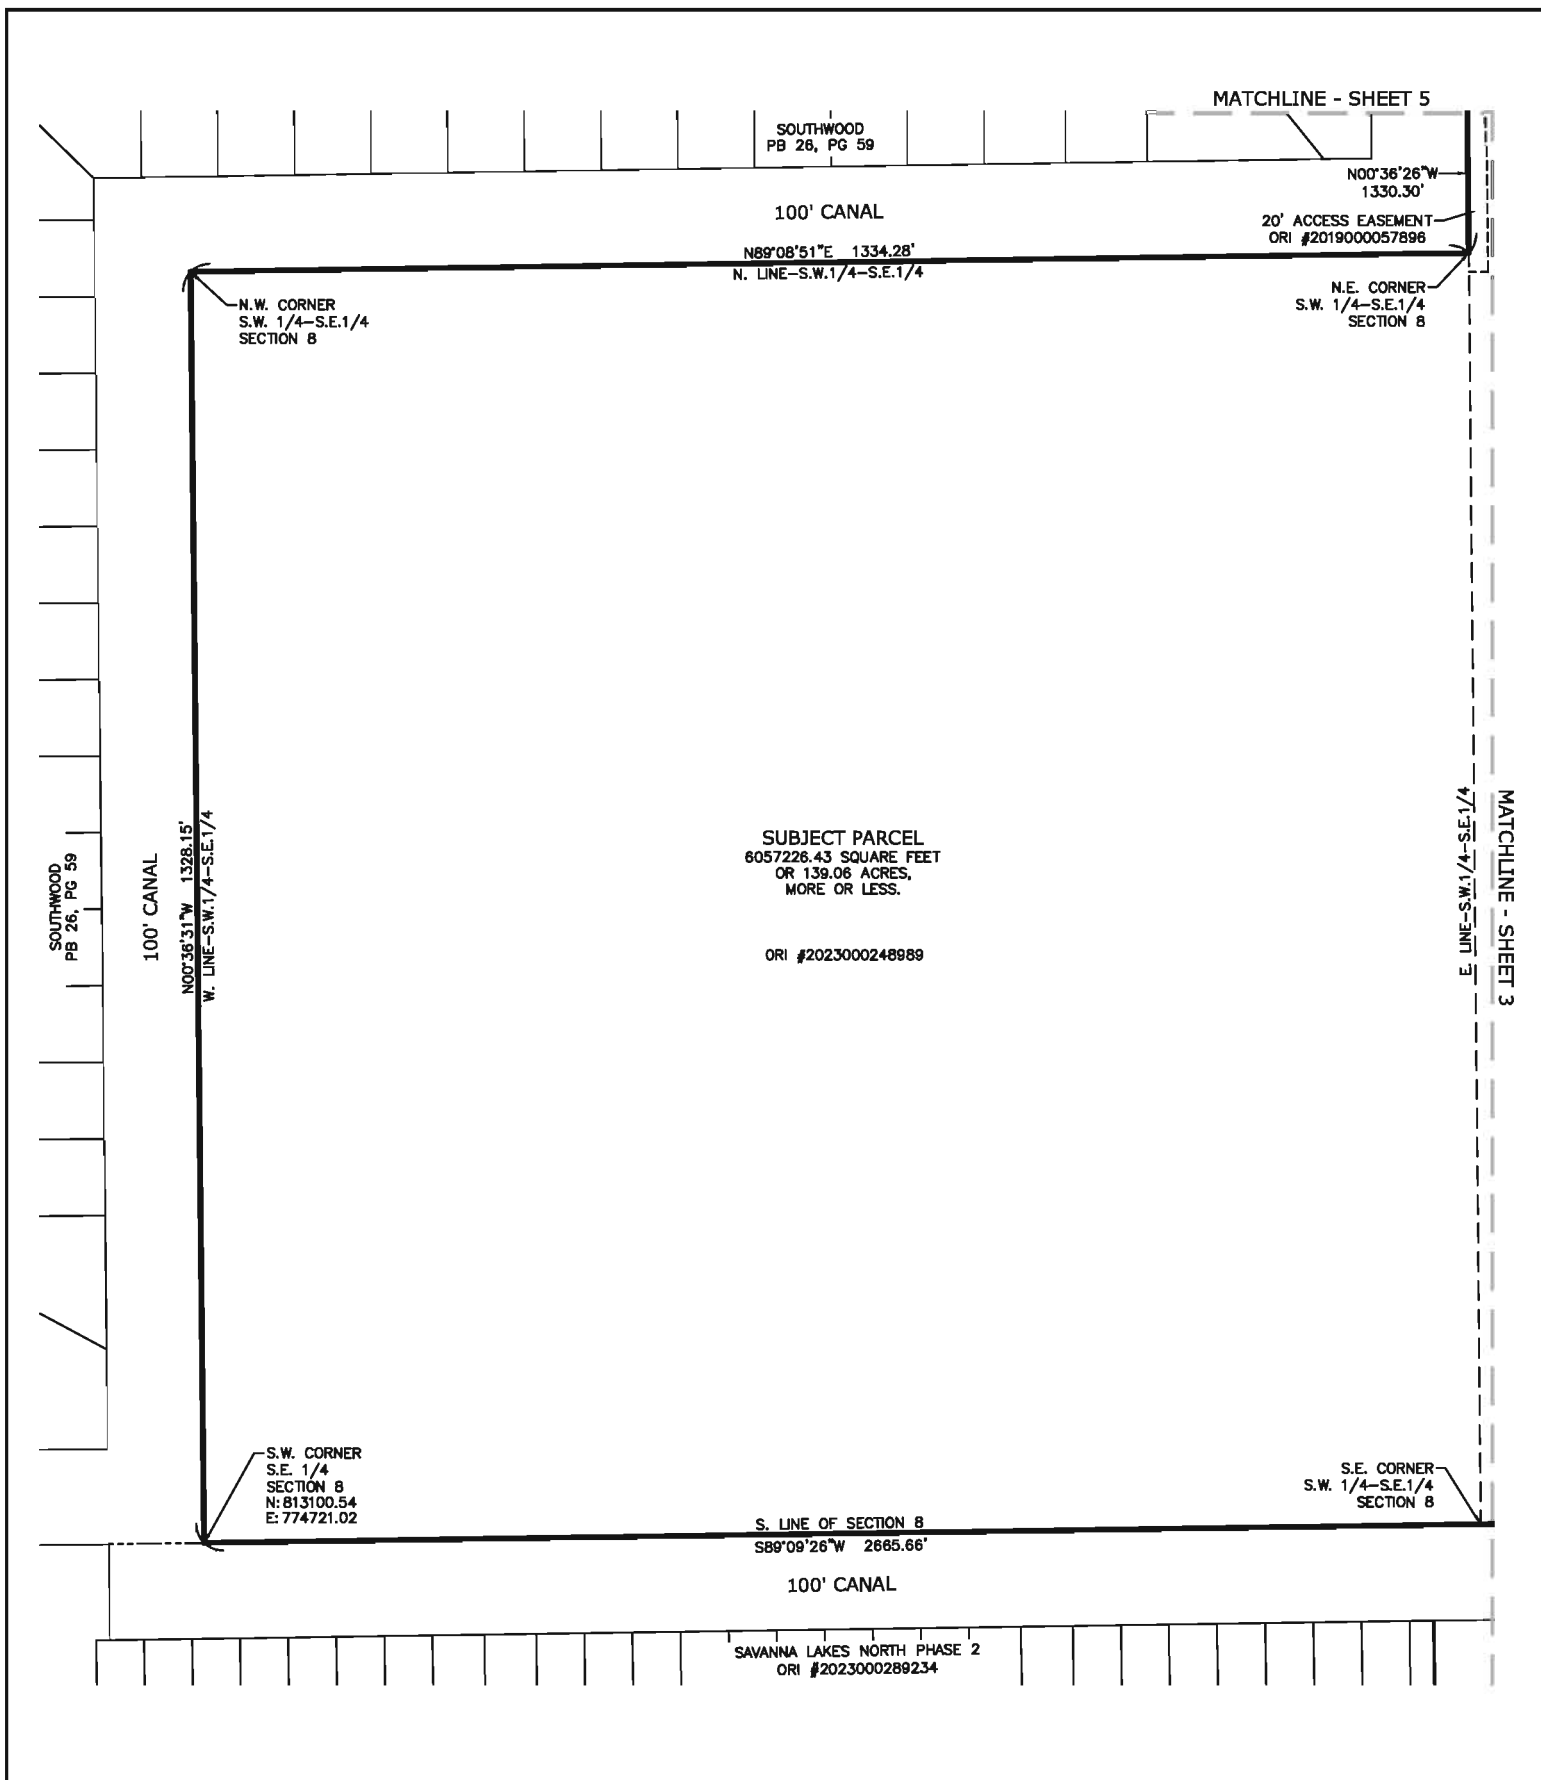 MATCHLINE - SHEET 5
SOUTHWOOD
PB 26, PG 59
N00°36'26"W
1330.30'
100' CANAL
20' ACCESS EASEMENT
ORI #2019000057896
N89°08'51"E 1334.28'
N. LINE-S.W.1/4-S.E.1/4
N.W. CORNER
S.W. 1/4-S.E.1/4
SECTION 8
N.E. CORNER
S.W. 1/4-S.E.1/4
SECTION 8
SOUTHWOOD
PB 26, PG 59
100' CANAL
N00°36'31"W 1328.15'
W. LINE-S.W.1/4-S.E.1/4
SUBJECT PARCEL
6057226.43 SQUARE FEET
OR 139.06 ACRES,
MORE OR LESS.
ORI #2023000248989
E. LINE-S.W.1/4-S.E.1/4
MATCHLINE - SHEET 3
S.W. CORNER
S.E. 1/4
SECTION 8
N: 813100.54
E: 774721.02
S.E. CORNER
S.W. 1/4-S.E.1/4
SECTION 8
S. LINE OF SECTION 8
S89°09'26"W 2665.66'
100' CANAL
SAVANNA LAKES NORTH PHASE 2
ORI #2023000289234